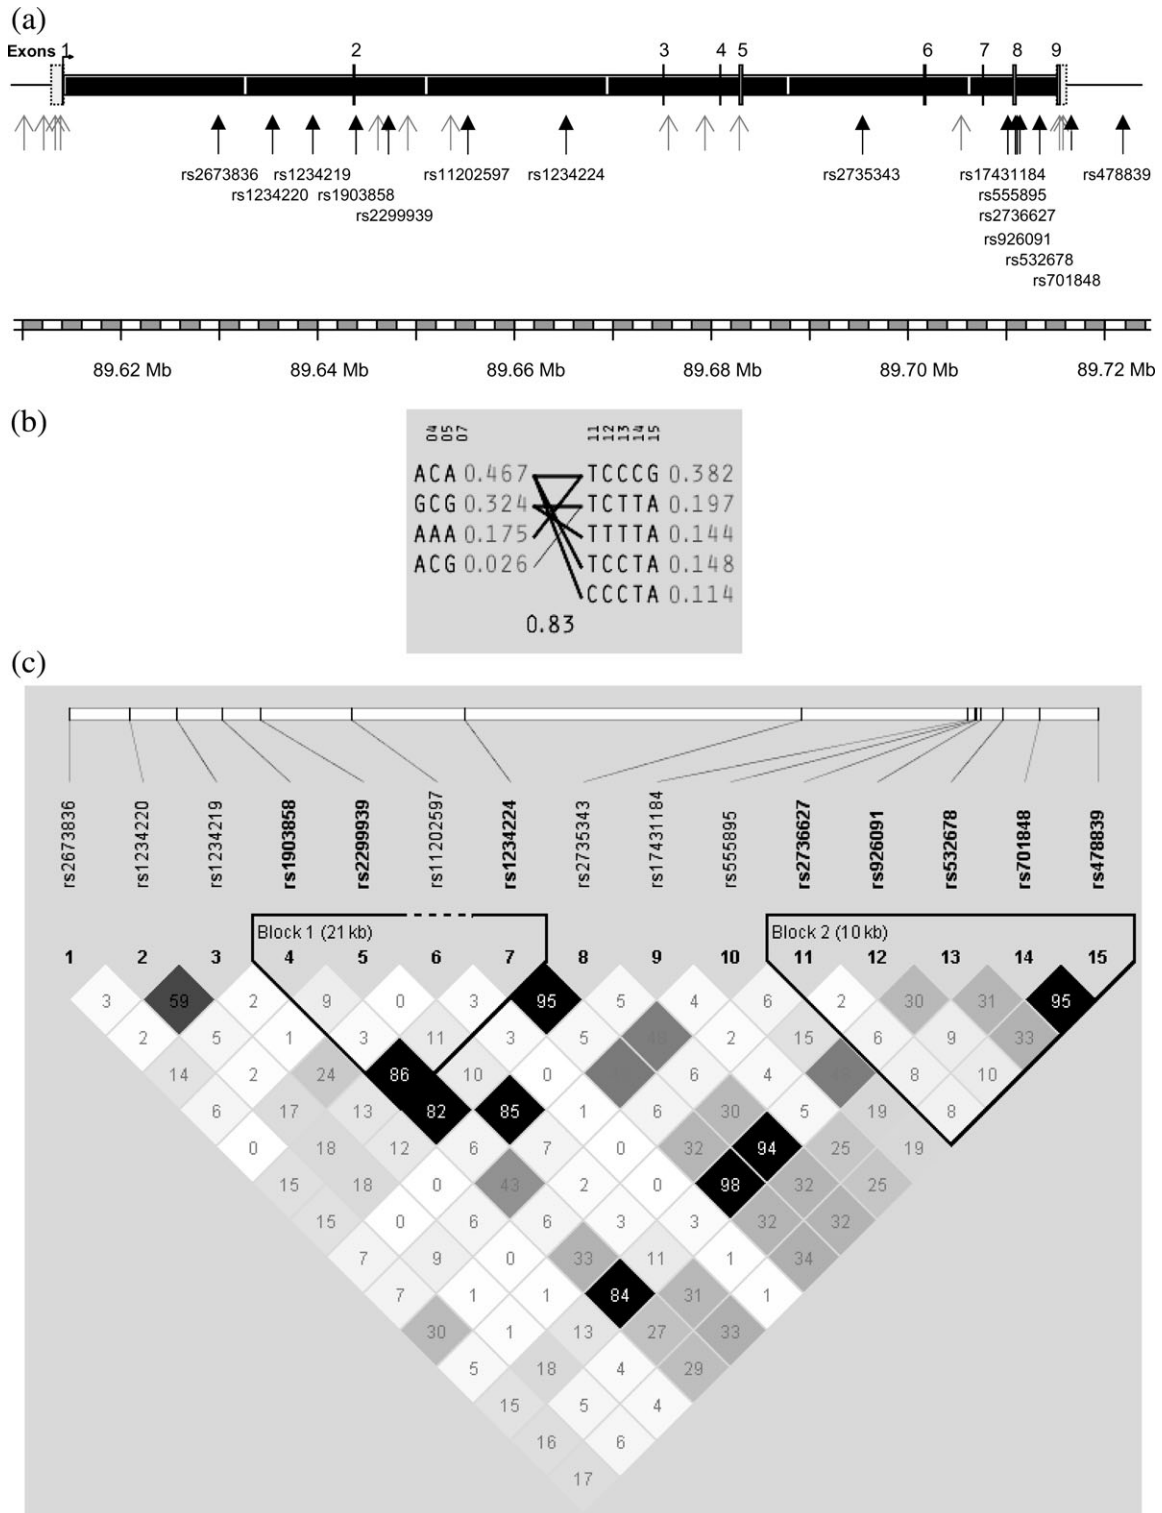 (a)
Exons 1 2 3 4 5 6 7 8 9
rs2673836 rs1234219 rs11202597 rs1234224 rs2735343 rs17431184 rs478839
rs1234220 rs1903858 rs555895
rs2299939 rs2736627
rs926091
rs532678
rs701848
89.62 Mb 89.64 Mb 89.66 Mb 89.68 Mb 89.70 Mb 89.72 Mb
(b)
04 05 07 11 12 13 14 15
ACA 0.467 TCCCG 0.382
GCG 0.324 TCTTA 0.197
AAA 0.175 TTTTA 0.144
ACG 0.026 TCCTA 0.148
CCCTA 0.114
0.83
(c)
rs2673836 rs1234220 rs1234219 rs1903858 rs2299939 rs11202597 rs1234224 rs2735343 rs17431184 rs555895 rs2736627 rs926091 rs532678 rs701848 rs478839
Block 1 (21 kb) Block 2 (10 kb)
1 2 3 4 5 6 7 8 9 10 11 12 13 14 15
3 59 2 9 0 3 95 5 4 6 2 30 31 95
2 5 1 3 11 3 5 2 15 6 9 33
14 2 24 86 10 0 6 4 8 10
6 17 13 82 85 1 6 30 5 19 8
0 18 12 6 7 0 32 94 25 19
15 18 0 43 2 0 98 32 25
15 0 6 6 3 3 32 32
7 9 0 33 11 1 34
7 1 1 84 31 1
30 1 13 27 33
5 18 4 29
15 5 4
16 6
17